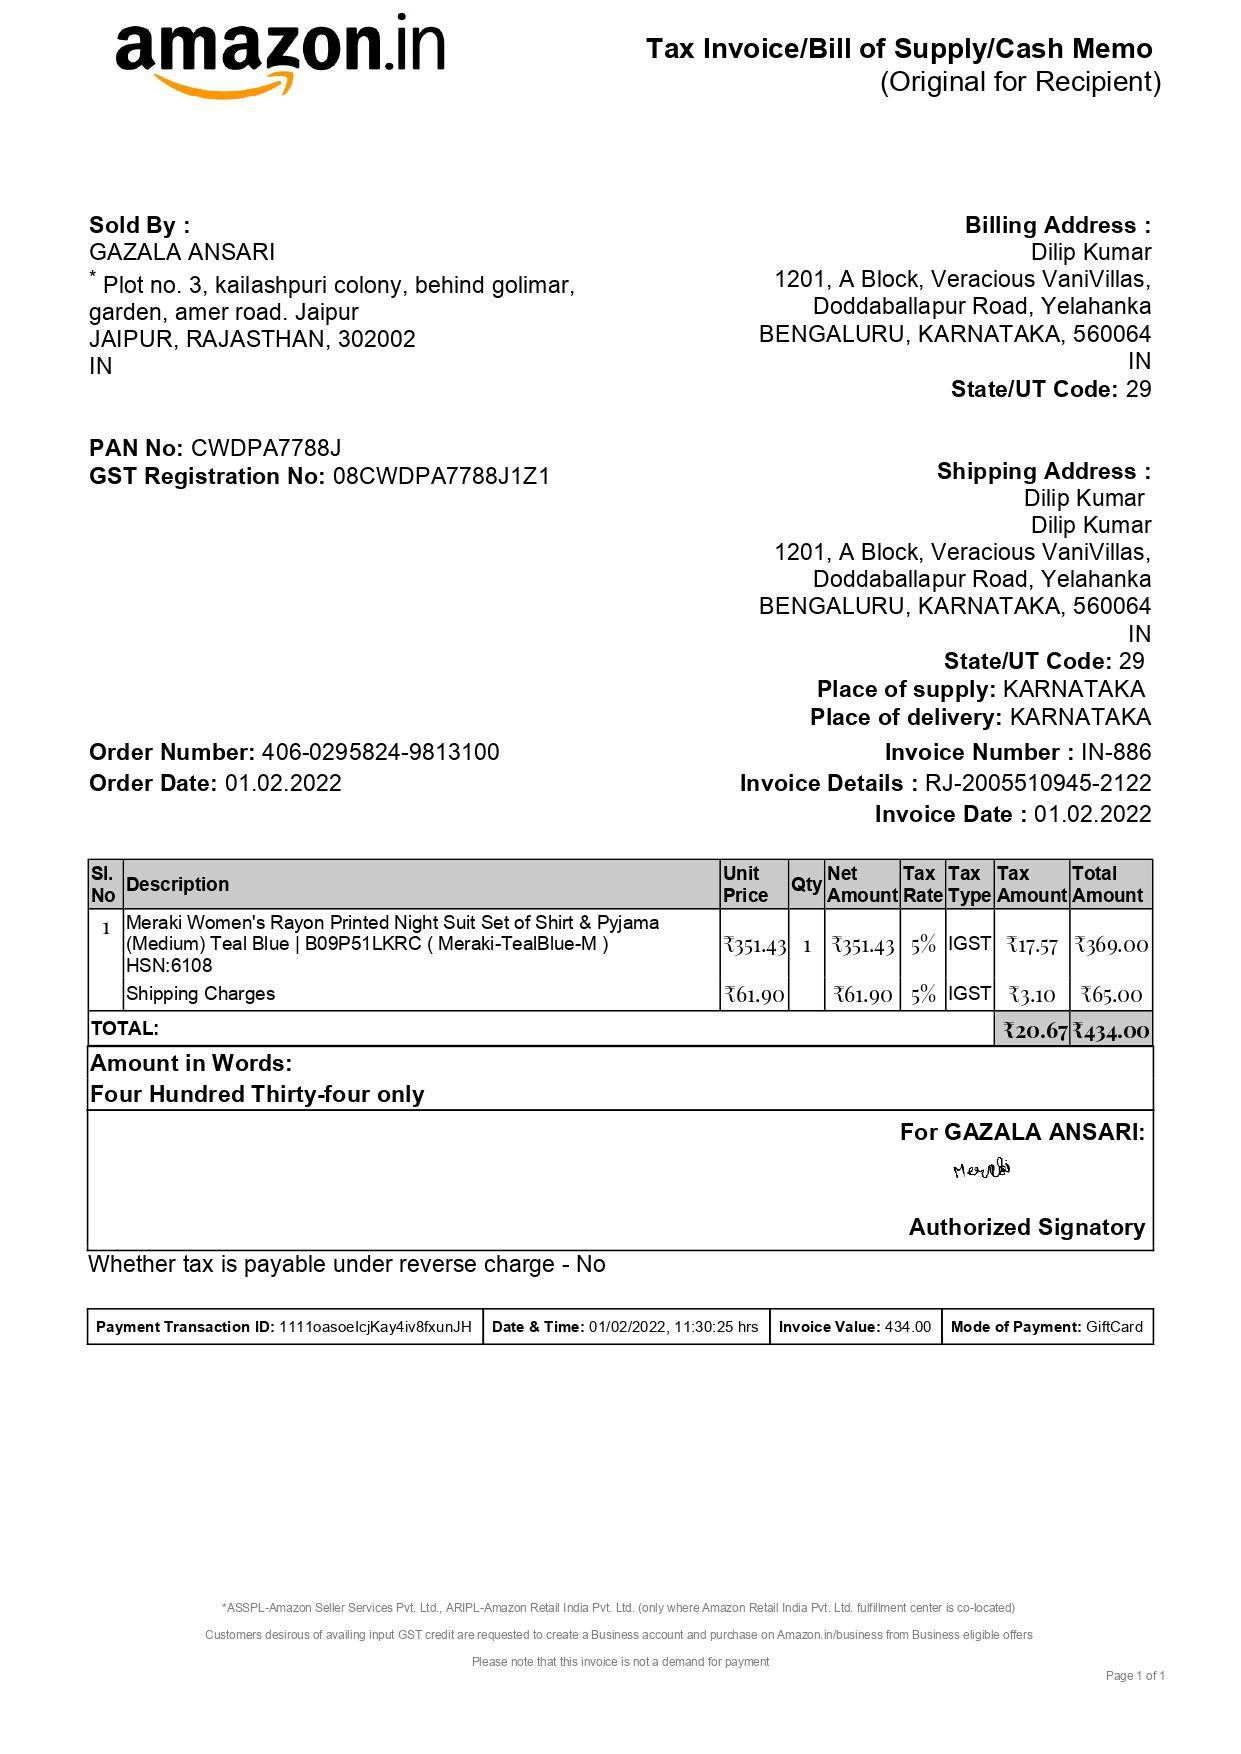 amazon.in
Tax Invoice/Bill of Supply/Cash Memo
(Original for Recipient)
Sold By :
GAZALA ANSARI
* Plot no. 3, kailashpuri colony, behind golimar,
garden, amer road. Jaipur
JAIPUR, RAJASTHAN, 302002
IN
PAN No: CWDPA7788J
GST Registration No: 08CWDPA7788J1Z1
Billing Address :
Dilip Kumar
1201, A Block, Veracious VaniVillas,
Doddaballapur Road, Yelahanka
BENGALURU, KARNATAKA, 560064
IN
State/UT Code: 29
Shipping Address :
Dilip Kumar
Dilip Kumar
1201, A Block, Veracious VaniVillas,
Doddaballapur Road, Yelahanka
BENGALURU, KARNATAKA, 560064
IN
State/UT Code: 29
Place of supply: KARNATAKA
Place of delivery: KARNATAKA
Order Number: 406-0295824-9813100
Order Date: 01.02.2022
Invoice Number : IN-886
Invoice Details : RJ-2005510945-2122
Invoice Date : 01.02.2022
Sl. No Description Unit Price Qty Net Amount Tax Rate Tax Type Tax Amount Total Amount
1 Meraki Women's Rayon Printed Night Suit Set of Shirt & Pyjama
(Medium) Teal Blue | B09P51LKRC ( Meraki-TealBlue-M ) ₹351.43 1 ₹351.43 5% IGST ₹17.57 ₹369.00
HSN:6108
Shipping Charges ₹61.90 ₹61.90 5% IGST ₹3.10 ₹65.00
TOTAL: ₹20.67 ₹434.00
Amount in Words:
Four Hundred Thirty-four only
For GAZALA ANSARI:
Meraki
Authorized Signatory
Whether tax is payable under reverse charge - No
Payment Transaction ID: 1111oasoelcjKay4iv8fxunJH Date & Time: 01/02/2022, 11:30:25 hrs Invoice Value: 434.00 Mode of Payment: GiftCard
*ASSPL-Amazon Seller Services Pvt. Ltd., ARIPL-Amazon Retail India Pvt. Ltd. (only where Amazon Retail India Pvt. Ltd. fulfillment center is co-located)
Customers desirous of availing input GST credit are requested to create a Business account and purchase on Amazon.in/business from Business eligible offers
Please note that this invoice is not a demand for payment
Page 1 of 1